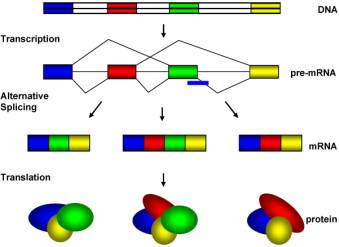 DNA
Transcription
pre-mRNA
Alternative
Splicing
mRNA
Translation
protein